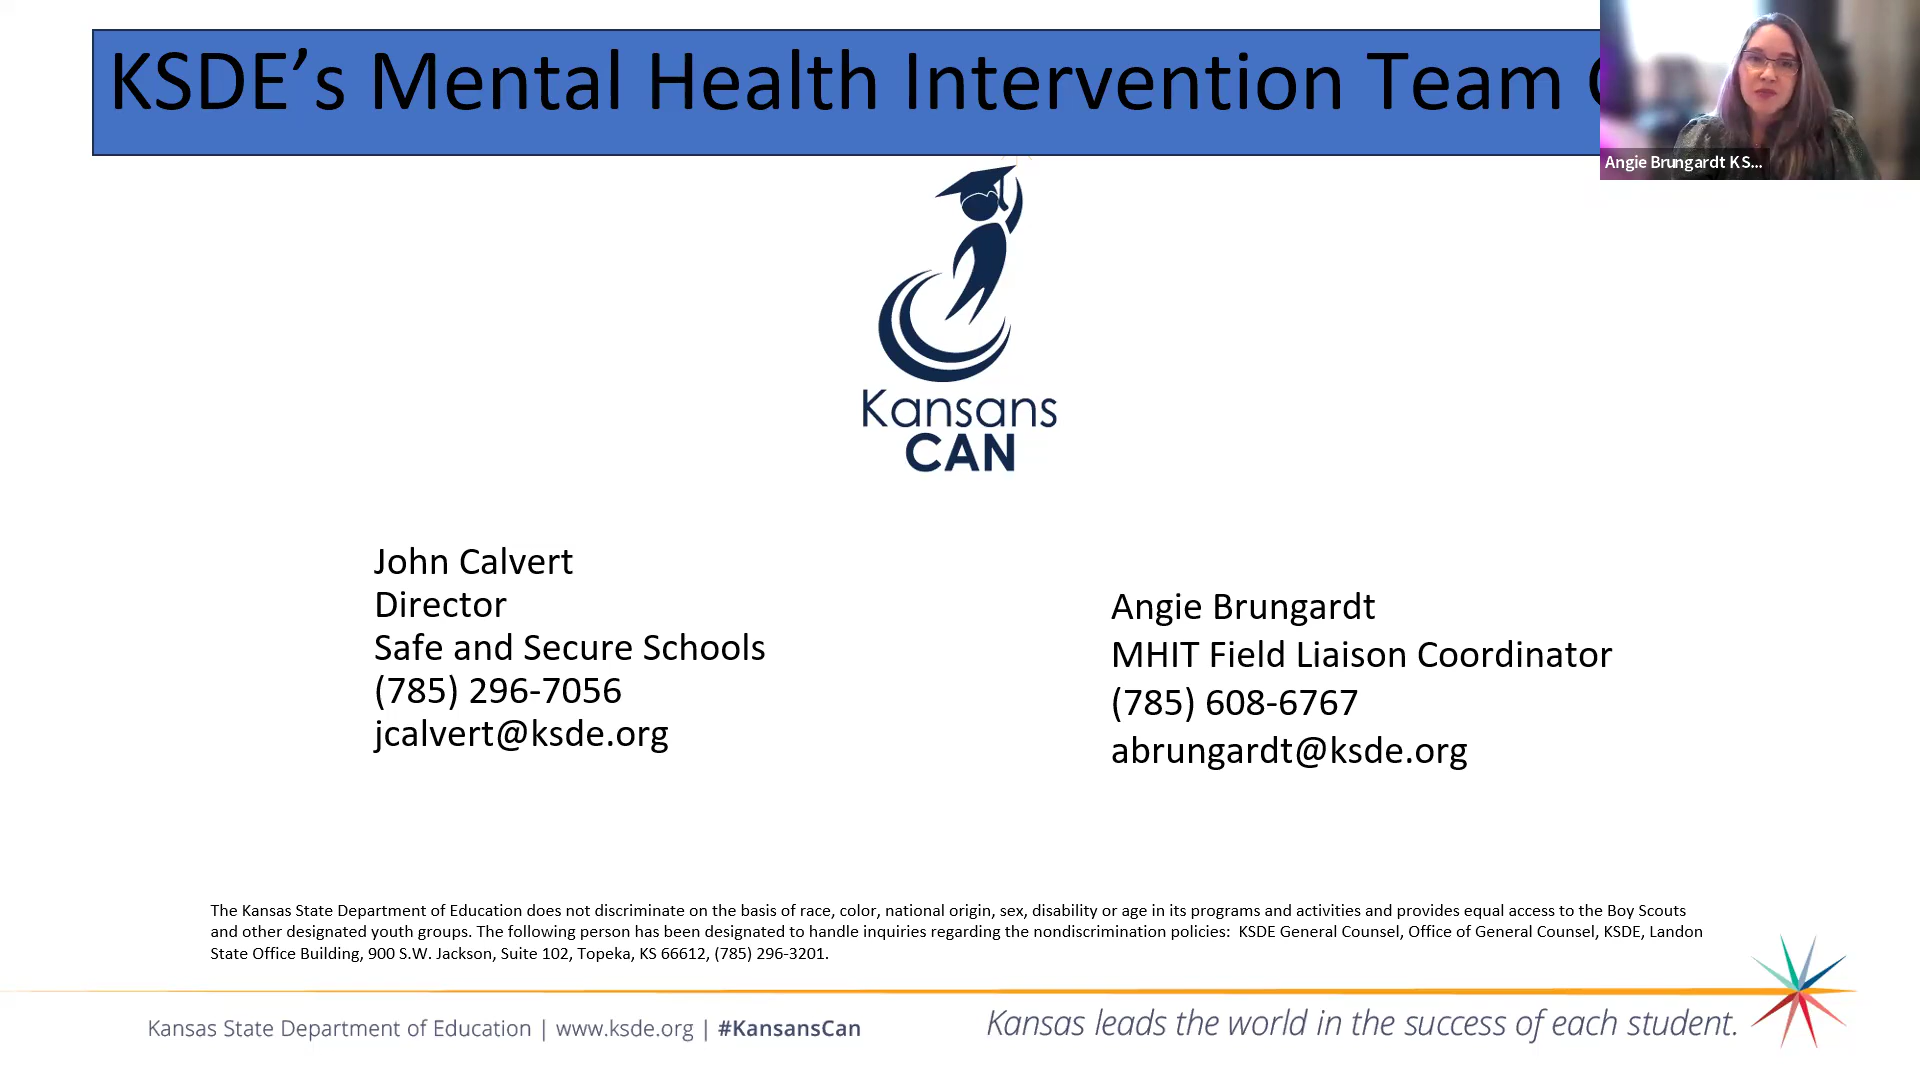 KSDE’s Mental Health Intervention Team
Angie Brungardt K S...
Kansans
CAN
John Calvert
Director
Safe and Secure Schools
(785) 296-7056
jcalvert@ksde.org
Angie Brungardt
MHIT Field Liaison Coordinator
(785) 608-6767
abrungardt@ksde.org
The Kansas State Department of Education does not discriminate on the basis of race, color, national origin, sex, disability or age in its programs and activities and provides equal access to the Boy Scouts
and other designated youth groups. The following person has been designated to handle inquiries regarding the nondiscrimination policies:  KSDE General Counsel, Office of General Counsel, KSDE, Landon
State Office Building, 900 S.W. Jackson, Suite 102, Topeka, KS 66612, (785) 296-3201.
Kansas State Department of Education | www.ksde.org | #KansansCan
Kansas leads the world in the success of each student.